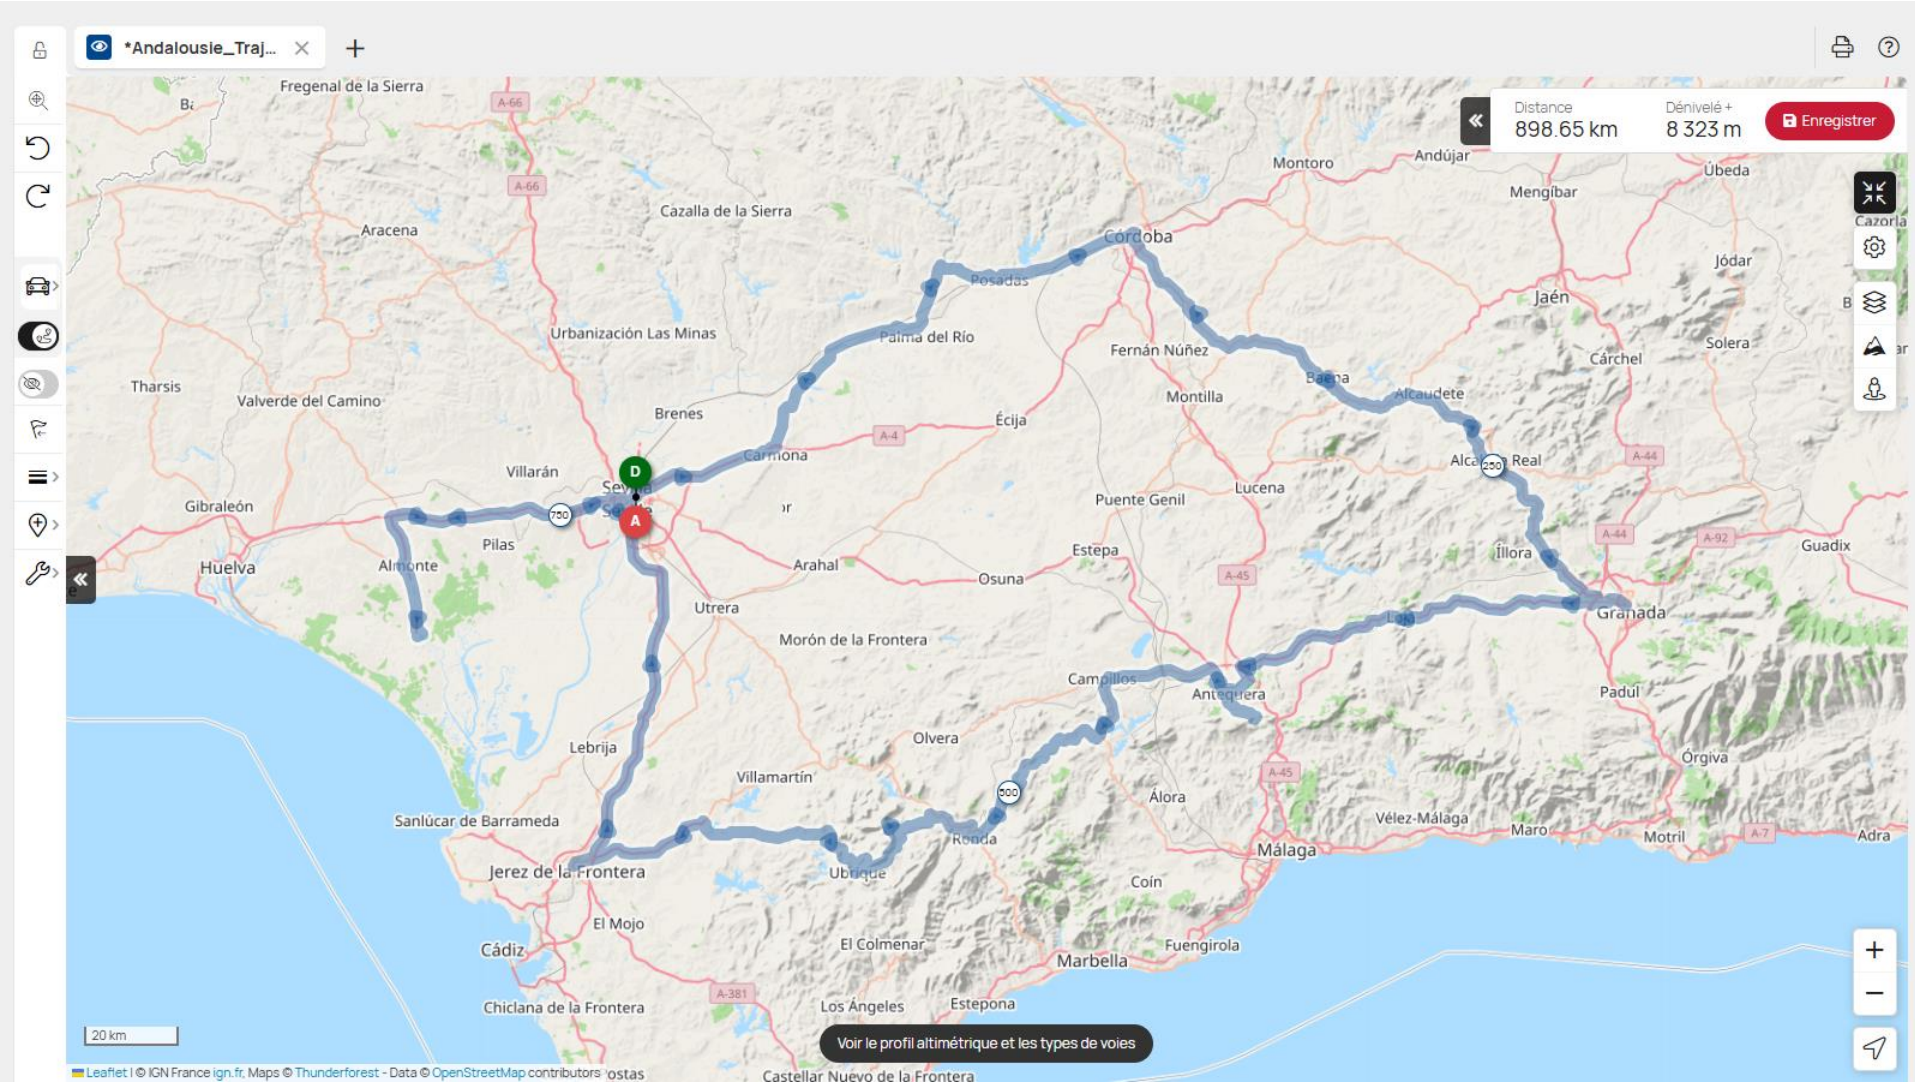 *Andalousie_Traj...
Distance
898.65 km
Dénivelé +
8 323 m
Enregistrer
Fregenal de la Sierra
A-66
Montoro
Andújar
Úbeda
A-66
Mengíbar
Cazalla de la Sierra
Aracena
Córdoba
Cazorla
Posadas
Jódar
Jaén
Urbanización Las Minas
Palma del Río
Fernán Núñez
Cárchel
Solera
Tharsis
Valverde del Camino
Baena
Alcaudete
Montilla
Brenes
Écija
A-4
Carmona
Villarán
Alcalá la Real
250
A-44
D
Sevilla
Lucena
Puente Genil
Gibraleón
750
Seville
A
or
Pilas
A-44
A-92
Guadix
Estepa
Íllora
Huelva
Almonte
Arahal
Osuna
A-45
Utrera
Granada
Loja
Morón de la Frontera
Campillos
Antequera
Padul
Lebrija
Olvera
Órgiva
Villamartín
A-45
500
Álora
Sanlúcar de Barrameda
Vélez-Málaga
Maro
Motril
A-7
Adra
Ronda
Málaga
Jerez de la Frontera
Ubrique
Coín
El Mojo
Cádiz
El Colmenar
Fuengirola
Marbella
A-381
Chiclana de la Frontera
Los Ángeles
Estepona
20 km
Voir le profil altimétrique et les types de voies
Leaflet | © IGN France ign.fr, Maps © Thunderforest - Data © OpenStreetMap contributors
ostas
Castellar Nuevo de la Frontera